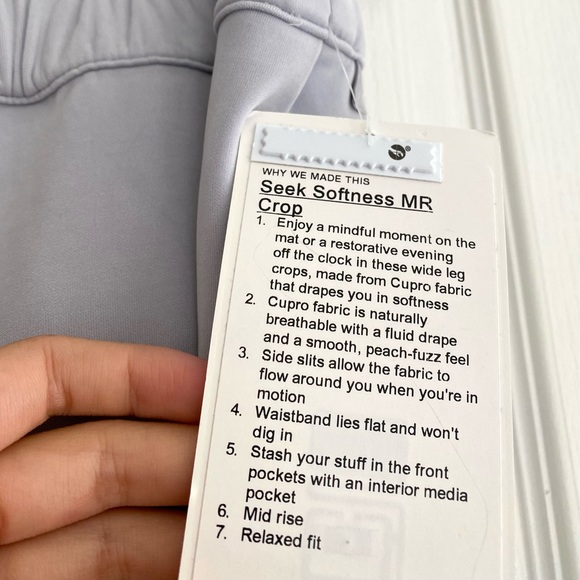 WHY WE MADE THIS
Seek Softness MR
Crop
1. Enjoy a mindful moment on the
mat or a restorative evening
off the clock in these wide leg
crops, made from Cupro fabric
that drapes you in softness
2. Cupro fabric is naturally
breathable with a fluid drape
and a smooth, peach-fuzz feel
3. Side slits allow the fabric to
flow around you when you're in
motion
4. Waistband lies flat and won't
dig in
5. Stash your stuff in the front
pockets with an interior media
pocket
6. Mid rise
7. Relaxed fit